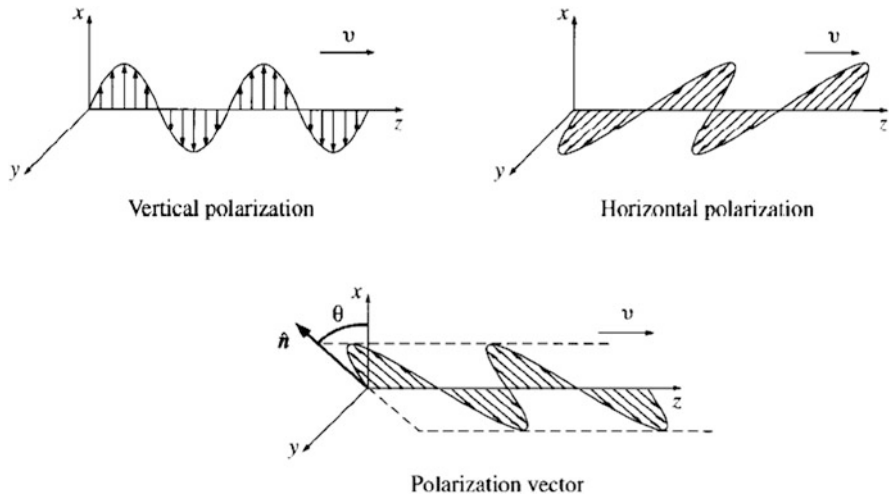 x
υ
z
y
Vertical polarization
x
υ
z
y
Horizontal polarization
x
θ
n̂
υ
z
y
Polarization vector